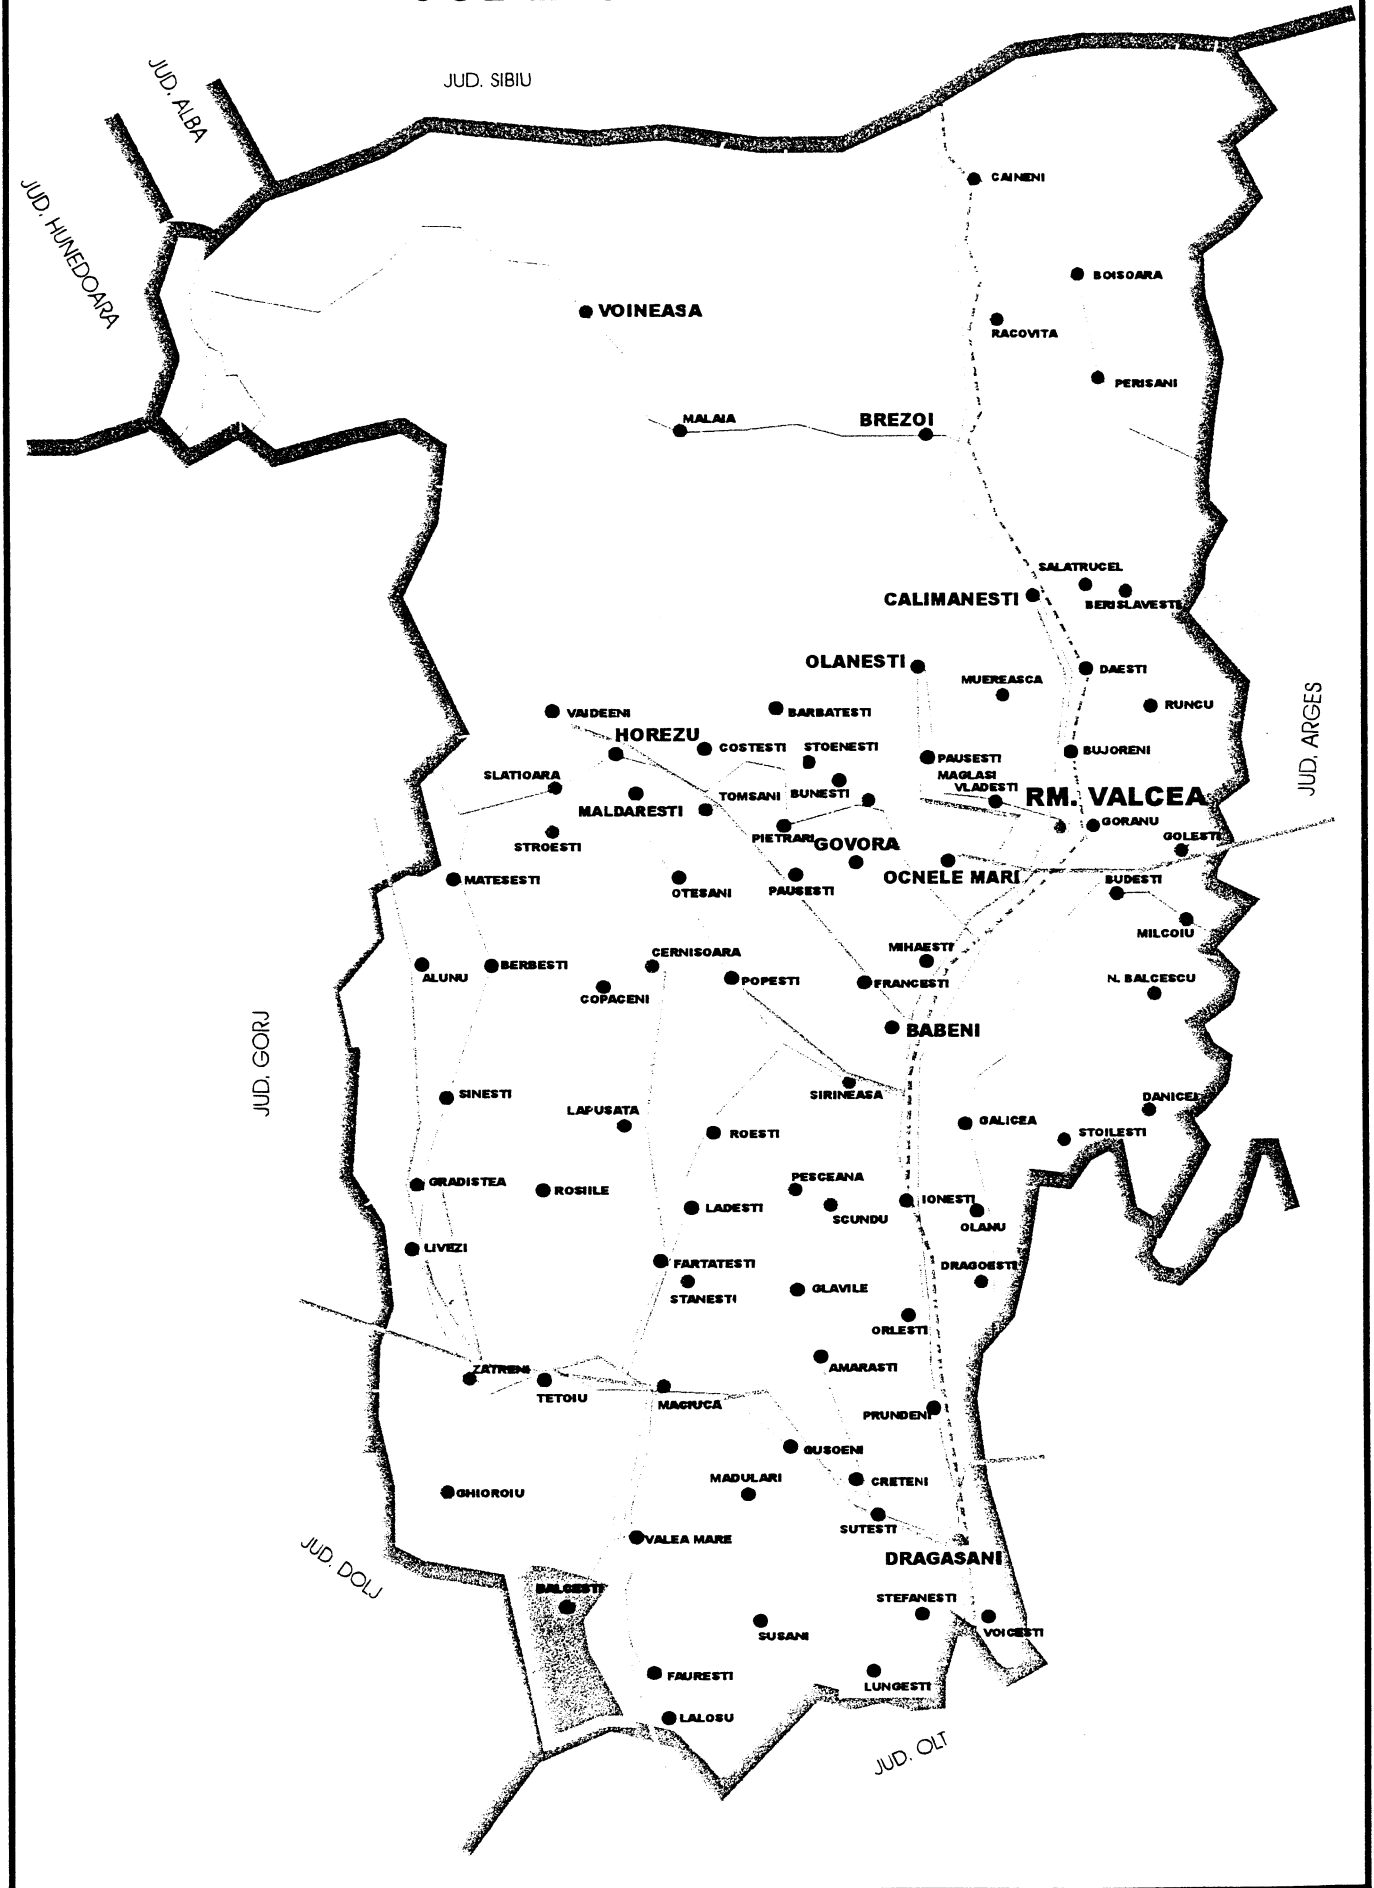 JUD. SIBIU
JUD. ALBA
JUD. HUNEDOARA
CAINENI
BOISOARA
VOINEASA
RACOVITA
PERISANI
MALAIA
BREZOI
SALATRUCEL
CALIMANESTI
BERISLAVESTI
OLANESTI
DAESTI
MUEREASCA
JUD. ARGES
RUNCU
VAIDEENI
BARBATESTI
HOREZU
COSTESTI
STOENESTI
BUJORENI
PAUSESTI
MAGLASI
SLATIOARA
VLADESTI
TOMSANI
BUNESTI
RM. VALCEA
MALDARESTI
GORANU
PIETRARI
GOVORA
GOLESTI
STROESTI
MATESESTI
OTESANI
PAUSESTI
OCNELE MARI
BUDESTI
MILCOIU
MIHAESTI
CERNISOARA
ALUNU
BERBESTI
POPESTI
FRANCESTI
N. BALCESCU
COPACENI
BABENI
JUD. GORJ
SINESTI
SIRINEASA
DANICEI
LAPUSATA
GALICEA
STOILESTI
ROESTI
PESCEANA
GRADISTEA
ROSIILE
IONESTI
LADESTI
SCUNDU
OLANU
LIVEZI
FARTATESTI
DRAGOESTI
GLAVILE
STANESTI
ORLESTI
ZATRENI
AMARASTI
TETOIU
MACIUCA
PRUNDENI
GUSOENI
MADULARI
CRETENI
GHIOROIU
SUTESTI
VALEA MARE
DRAGASANI
JUD. DOLJ
BALCESTI
STEFANESTI
SUSANI
VOICESTI
FAURESTI
LUNGESTI
LALOSU
JUD. OLT